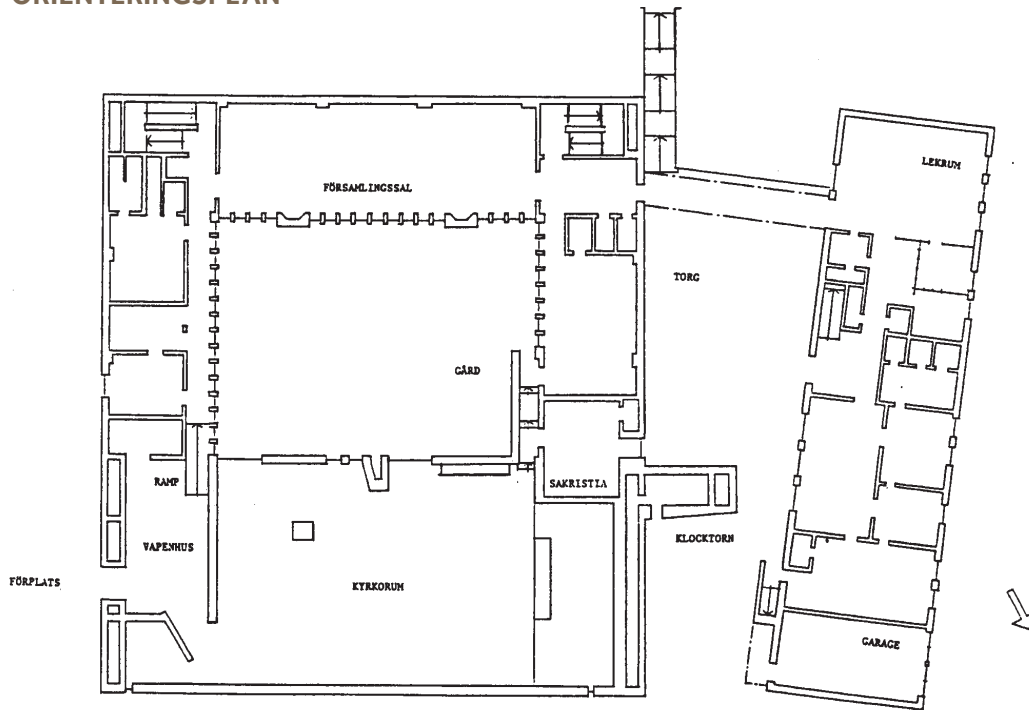 ORIENTERINGSPLAN
LEKRUM
FÖRSAMLINGSSAL
TORG
GÅRD
RAMP
SAKRISTIA
VAPENHUS
KLOCKTORN
FÖRPLATS
KYRKORUM
GARAGE